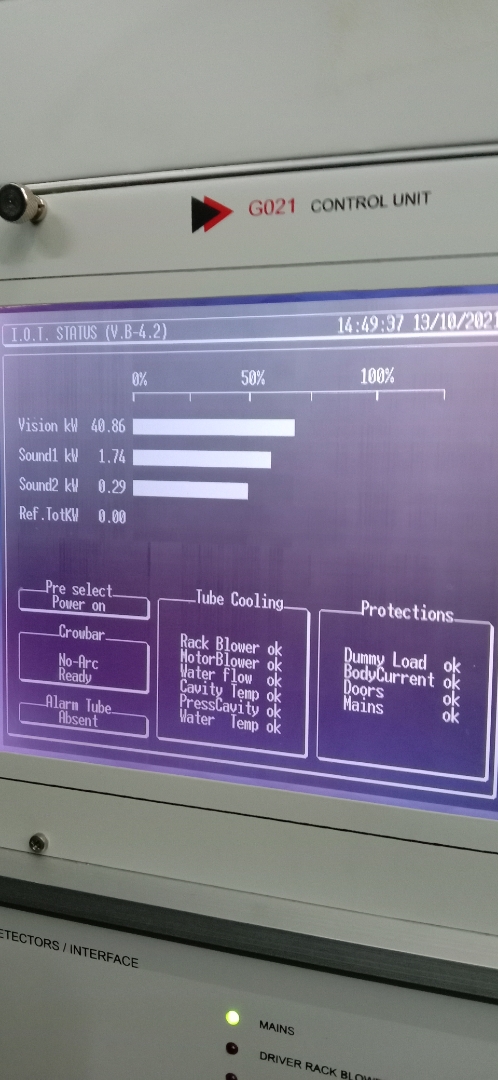 G021 CONTROL UNIT
I.O.T. STATUS (V.B-4.2) 14:49:37 13/10/2021
0% 50% 100%
Vision kW 40.86
Sound1 kW 1.74
Sound2 kW 0.29
Ref.TotKW 0.00
Pre select
Power on
Crowbar
No-Arc
Ready
Alarm Tube
Absent
Tube Cooling
Rack Blower ok
MotorBlower ok
Water flow ok
Cavity Temp ok
PressCavity ok
Water Temp ok
Protections
Dummy Load ok
BodyCurrent ok
Doors ok
Mains ok
ETECTORS / INTERFACE
MAINS
DRIVER RACK BLOW